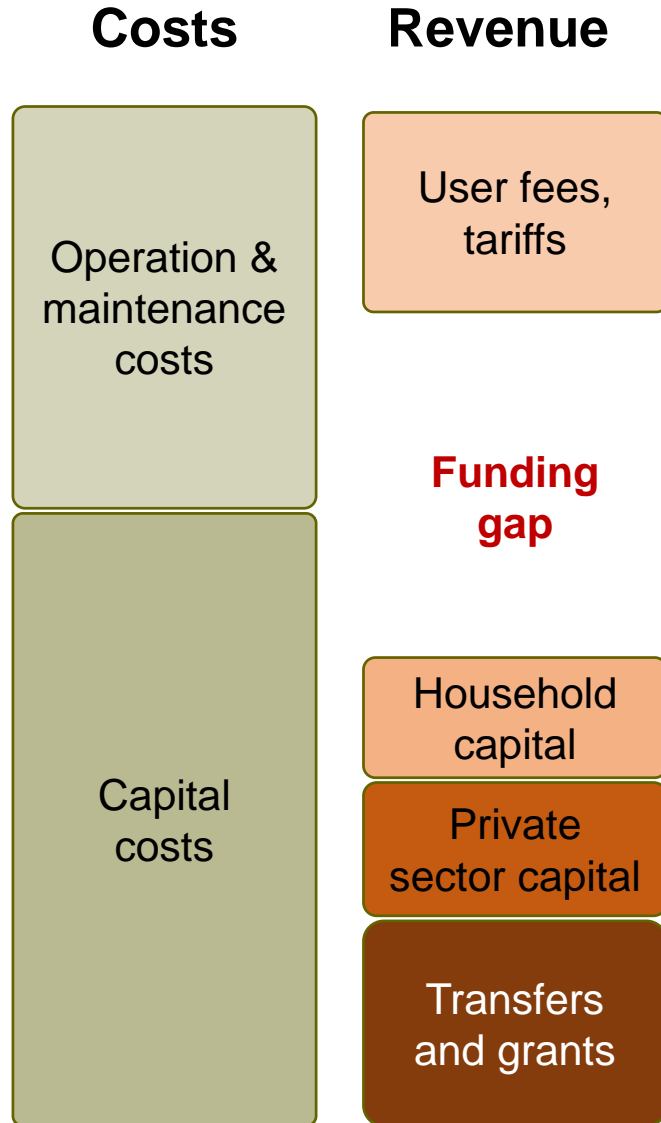 Costs
Revenue
Operation &
maintenance
costs
User fees,
tariffs
Funding
gap
Capital
costs
Household
capital
Private
sector capital
Transfers
and grants